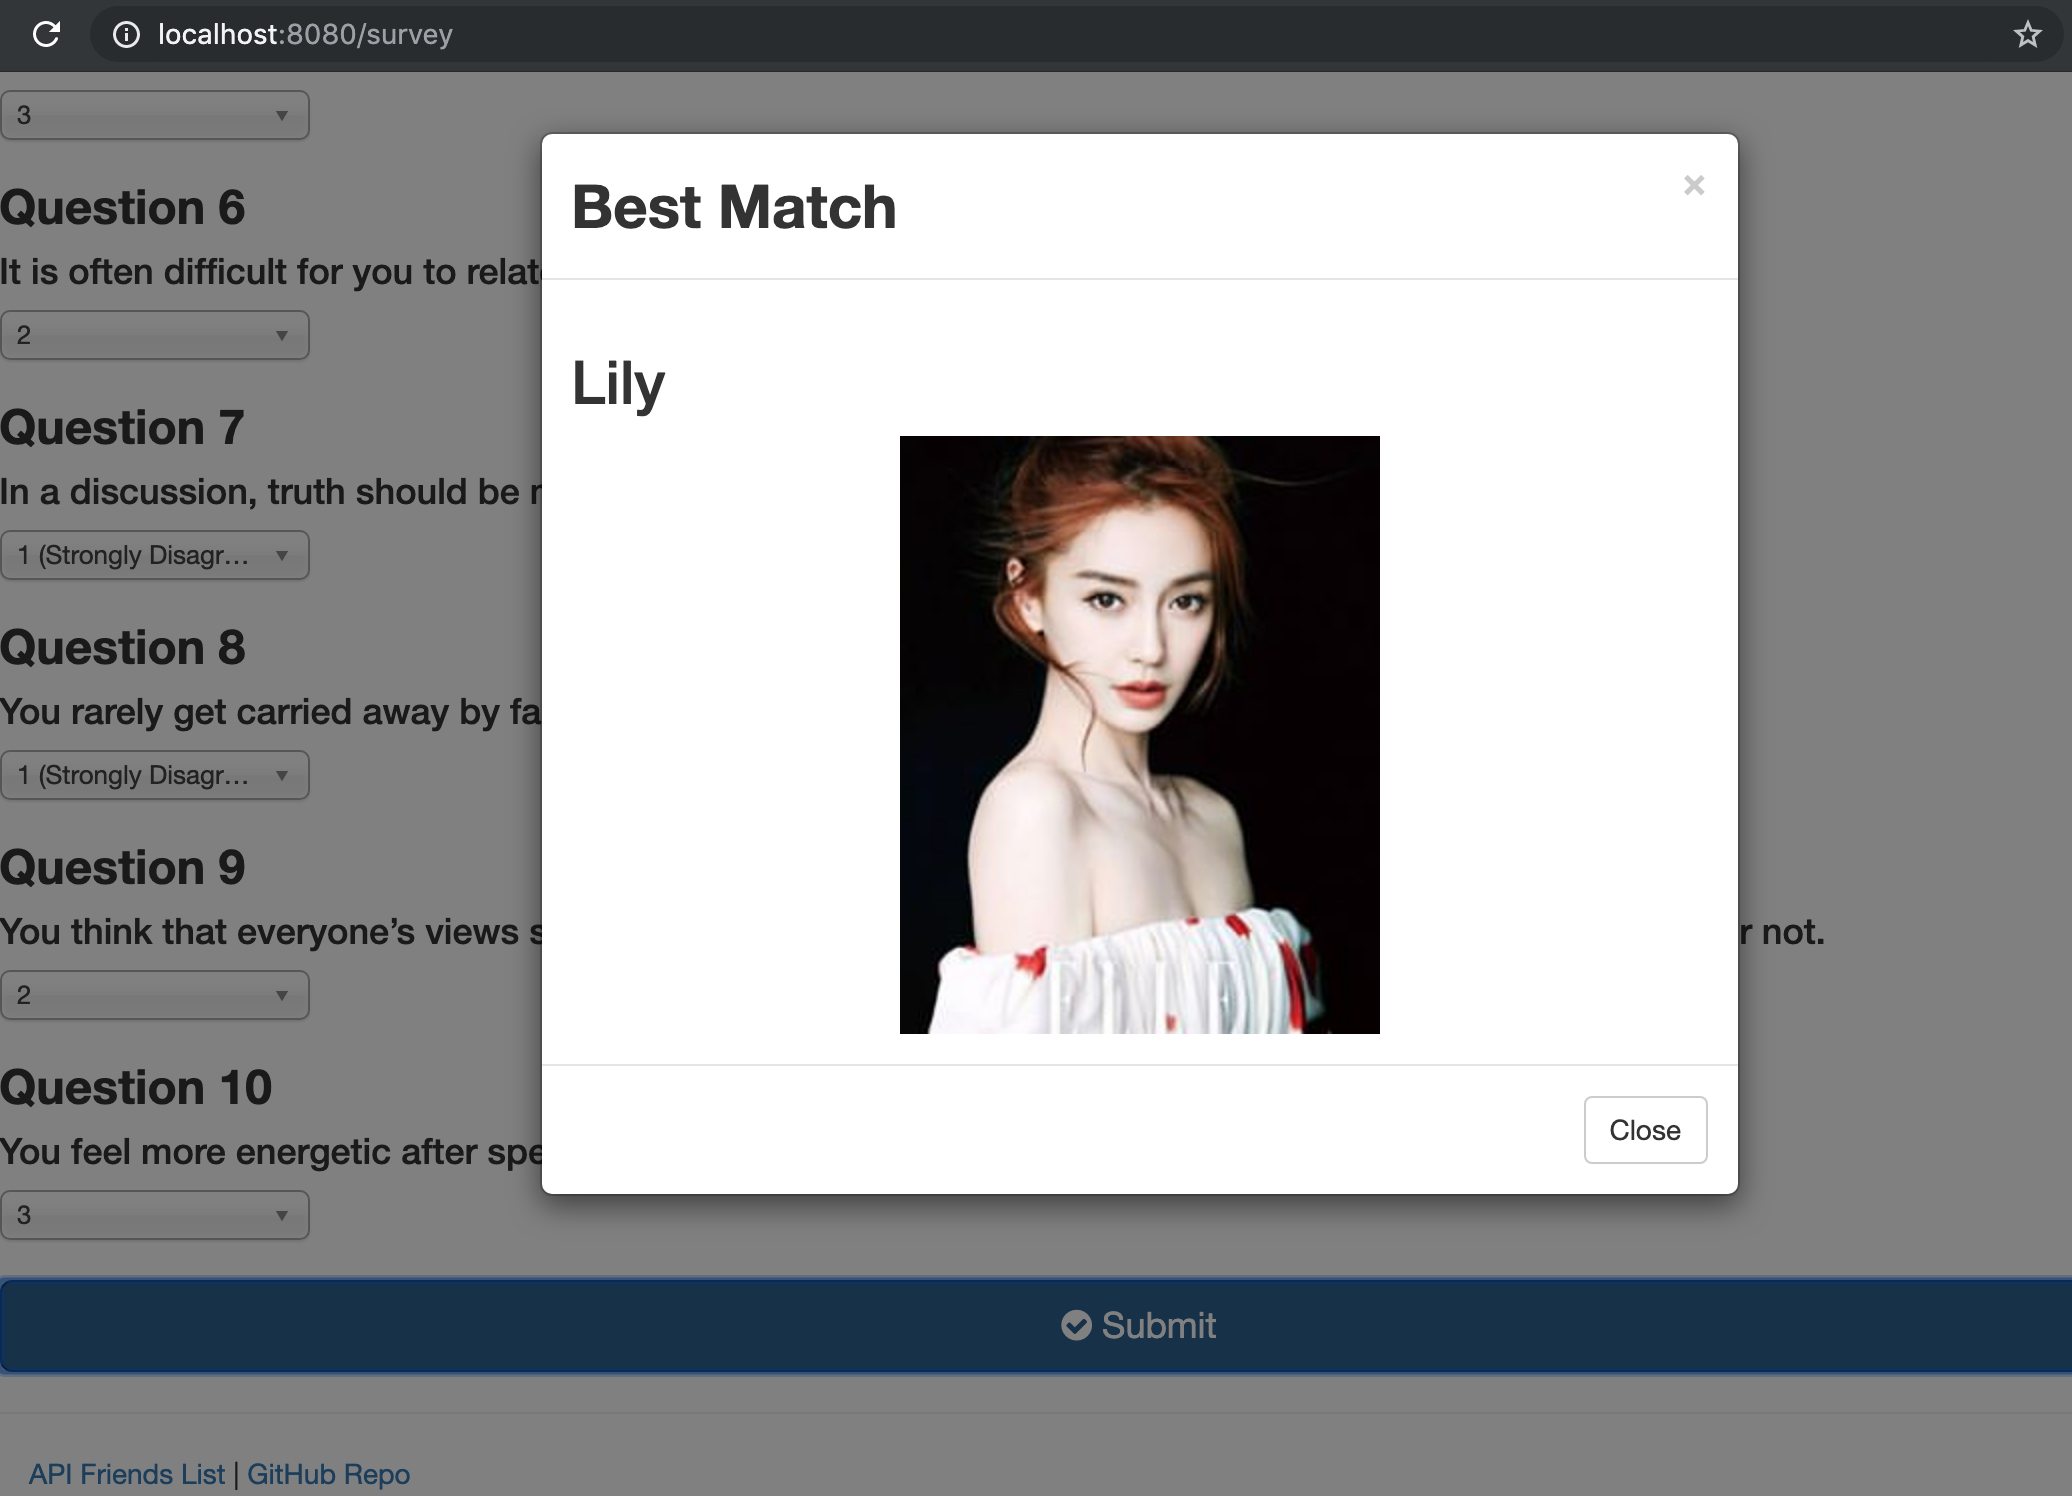 localhost:8080/survey
3
Question 6
It is often difficult for you to relat
2
Question 7
In a discussion, truth should be
1 (Strongly Disagr...
Question 8
You rarely get carried away by fa
1 (Strongly Disagr...
Question 9
You think that everyone’s views s
r not.
2
Question 10
You feel more energetic after spe
3
Submit
API Friends List | GitHub Repo
Best Match
×
Lily
ELLE
Close